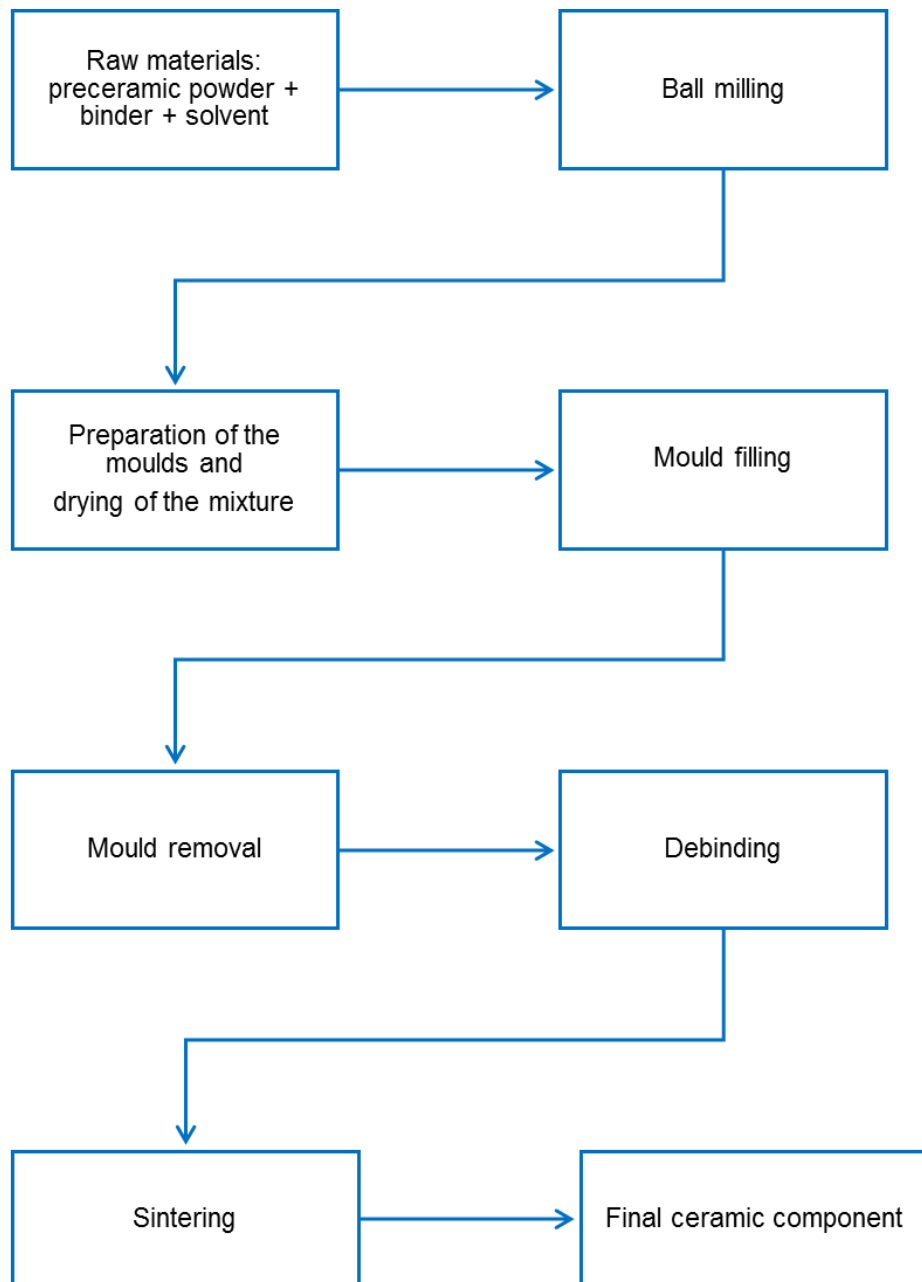 Raw materials:
preceramic powder +
binder + solvent
Ball milling
Preparation of the
moulds and
drying of the mixture
Mould filling
Mould removal
Debinding
Sintering
Final ceramic component